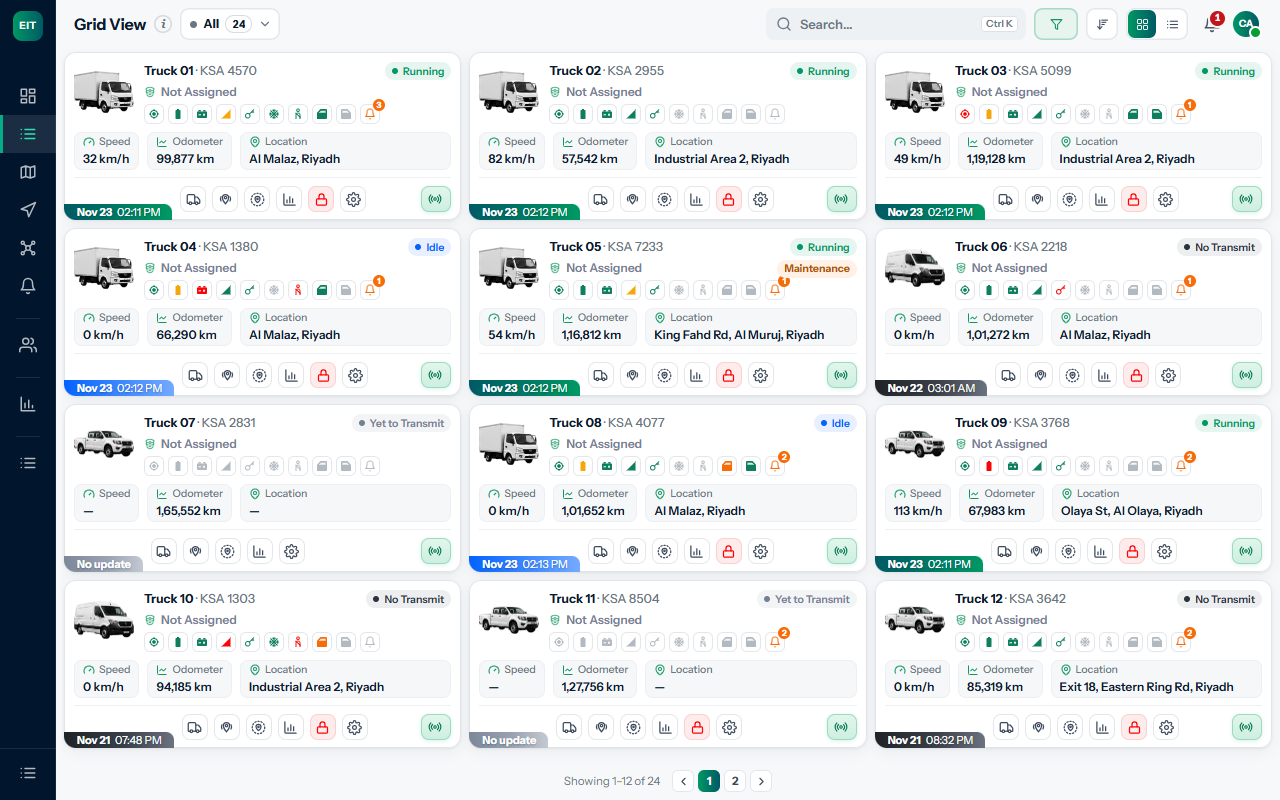 EIT
Grid View
i
All 24
Search...
Ctrl K
1
CA
Truck 01 · KSA 4570
Running
Not Assigned
3
Speed
32 km/h
Odometer
99,877 km
Location
Al Malaz, Riyadh
Nov 23 02:11 PM
Truck 02 · KSA 2955
Running
Not Assigned
Speed
82 km/h
Odometer
57,542 km
Location
Industrial Area 2, Riyadh
Nov 23 02:12 PM
Truck 03 · KSA 5099
Running
Not Assigned
1
Speed
49 km/h
Odometer
1,19,128 km
Location
Industrial Area 2, Riyadh
Nov 23 02:12 PM
Truck 04 · KSA 1380
Idle
Not Assigned
1
Speed
0 km/h
Odometer
66,290 km
Location
Al Malaz, Riyadh
Nov 23 02:12 PM
Truck 05 · KSA 7233
Running
Not Assigned
Maintenance
1
Speed
54 km/h
Odometer
1,16,812 km
Location
King Fahd Rd, Al Muruj, Riyadh
Nov 23 02:12 PM
Truck 06 · KSA 2218
No Transmit
Not Assigned
1
Speed
0 km/h
Odometer
1,01,272 km
Location
Al Malaz, Riyadh
Nov 22 03:01 AM
Truck 07 · KSA 2831
Yet to Transmit
Not Assigned
Speed
—
Odometer
1,65,552 km
Location
—
No update
Truck 08 · KSA 4077
Idle
Not Assigned
2
Speed
0 km/h
Odometer
1,01,652 km
Location
Al Malaz, Riyadh
Nov 23 02:13 PM
Truck 09 · KSA 3768
Running
Not Assigned
2
Speed
113 km/h
Odometer
67,983 km
Location
Olaya St, Al Olaya, Riyadh
Nov 23 02:11 PM
Truck 10 · KSA 1303
No Transmit
Not Assigned
Speed
0 km/h
Odometer
94,185 km
Location
Industrial Area 2, Riyadh
Nov 21 07:48 PM
Truck 11 · KSA 8504
Yet to Transmit
Not Assigned
2
Speed
—
Odometer
1,27,756 km
Location
—
No update
Truck 12 · KSA 3642
No Transmit
Not Assigned
2
Speed
0 km/h
Odometer
85,319 km
Location
Exit 18, Eastern Ring Rd, Riyadh
Nov 21 08:32 PM
Showing 1–12 of 24
1
2